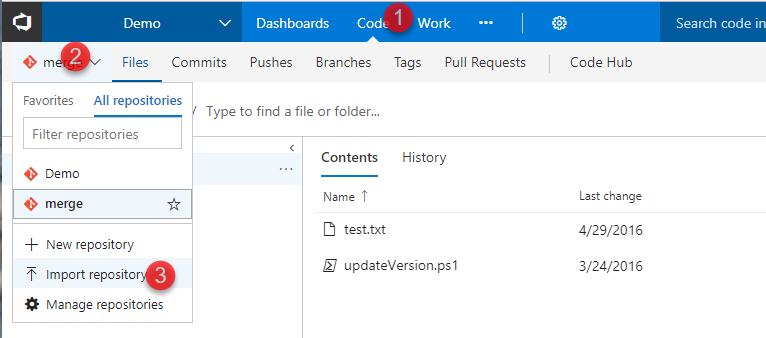 Demo Dashboards Code 1 Work ••• Search code in
2 merge Files Commits Pushes Branches Tags Pull Requests Code Hub
Favorites All repositories / Type to find a file or folder...
Filter repositories
Contents History
Demo
Name ↑ Last change
merge
test.txt 4/29/2016
New repository
updateVersion.ps1 3/24/2016
Import repository 3
Manage repositories